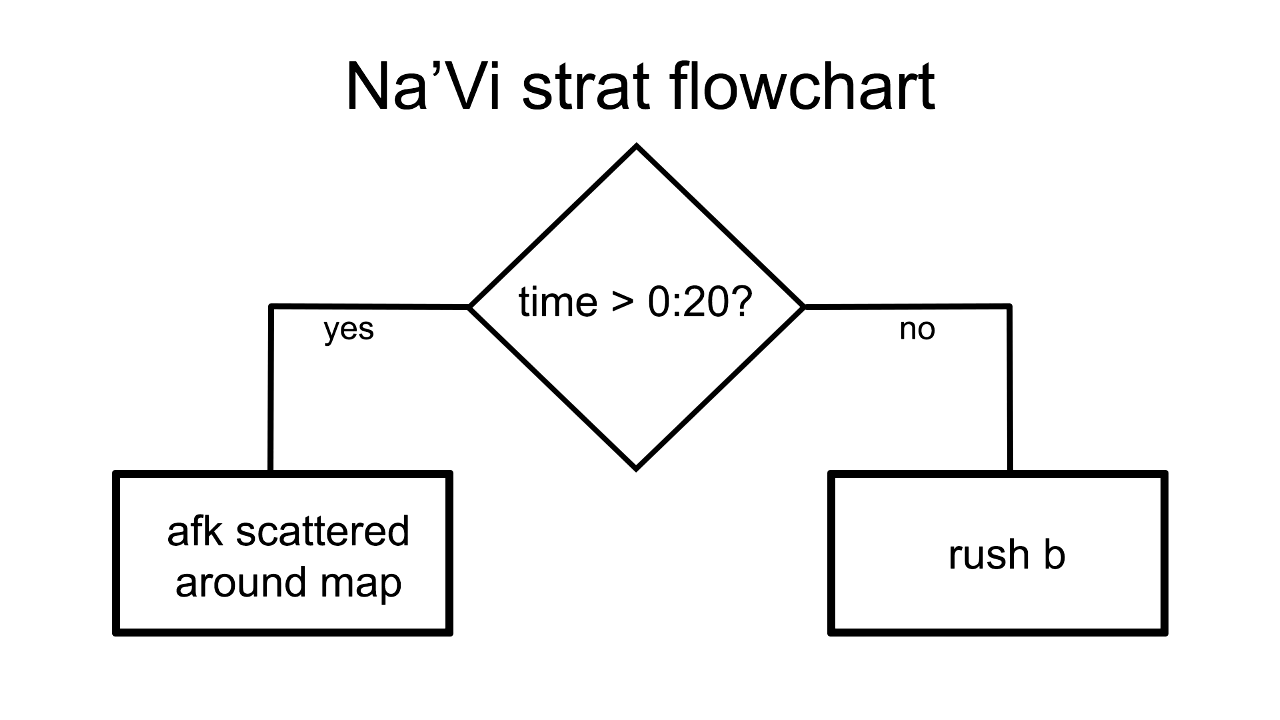 Na’Vi strat flowchart
time > 0:20?
yes
no
afk scattered
around map
rush b